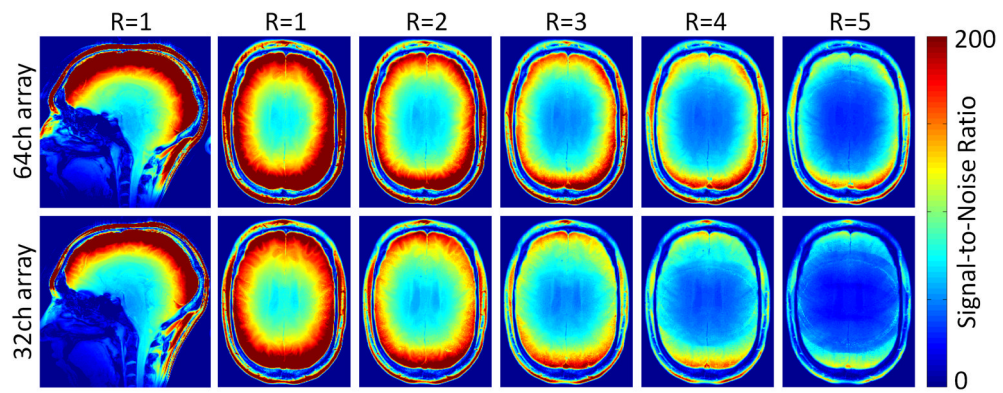 R=1 R=1 R=2 R=3 R=4 R=5
64ch array
32ch array
200
Signal-to-Noise Ratio
0